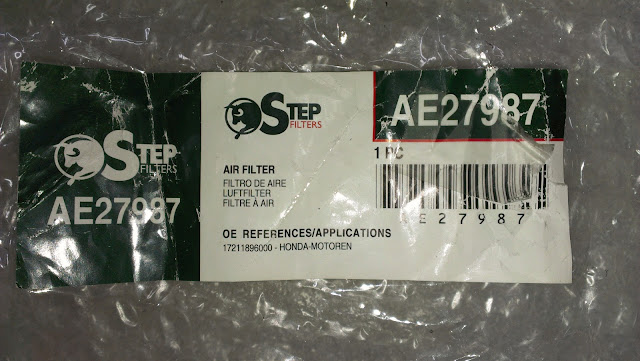 STEP
FILTERS
AE27987
STEP
FILTERS
AIR FILTER
FILTRO DE AIRE
LUFTFILTER
FILTRE À AIR
OE REFERENCES/APPLICATIONS
17211896000 - HONDA-MOTOREN
AE27987
1 PC
E27987